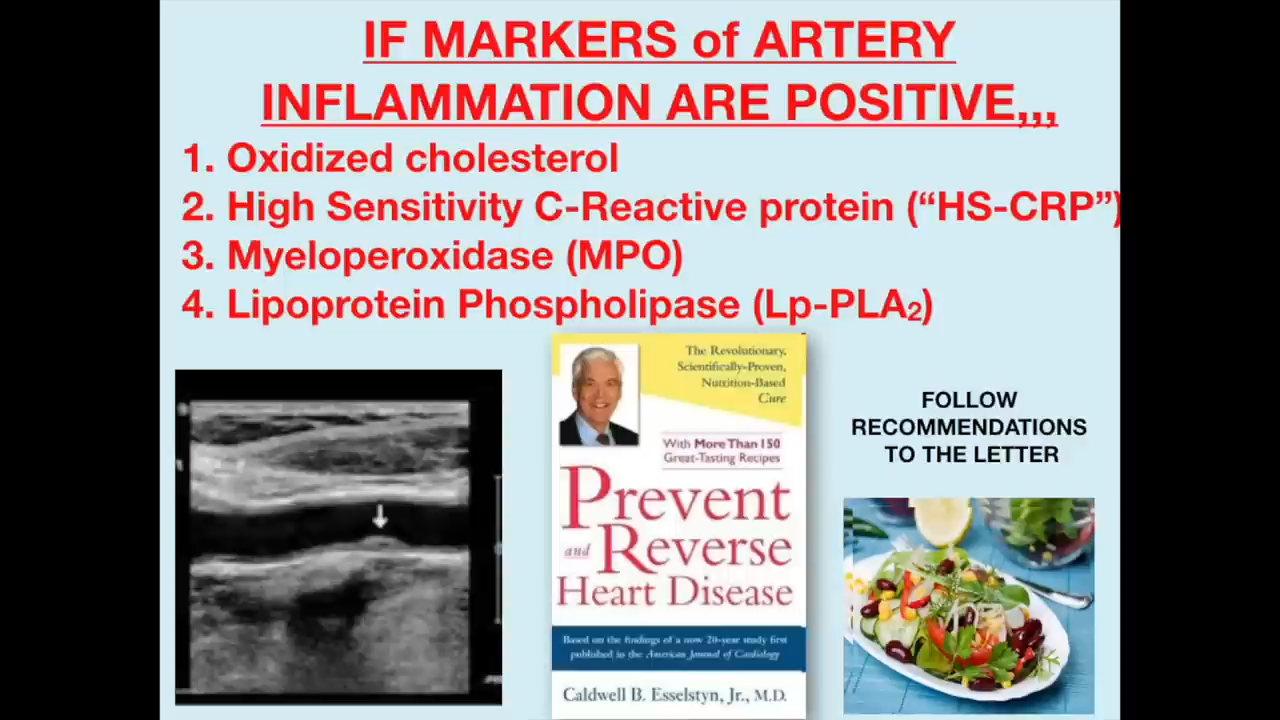 IF MARKERS of ARTERY
INFLAMMATION ARE POSITIVE,,,
1. Oxidized cholesterol
2. High Sensitivity C-Reactive protein (“HS-CRP”)
3. Myeloperoxidase (MPO)
4. Lipoprotein Phospholipase (Lp-PLA₂)
The Revolutionary,
Scientifically-Proven,
Nutrition-Based
Cure
With More Than 150
Great-Tasting Recipes
Prevent
and Reverse
Heart Disease
Based on the findings of a now 20-year study first
published in the American Journal of Cardiology
Caldwell B. Esselstyn, Jr., M.D.
FOLLOW
RECOMMENDATIONS
TO THE LETTER